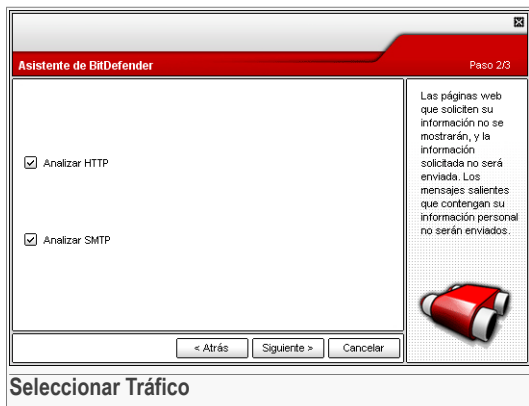 Asistente de BitDefender
Paso 2/3
Analizar HTTP
Analizar SMTP
Las páginas web
que soliciten su
información no se
mostrarán, y la
información
solicitada no será
enviada. Los
mensajes salientes
que contengan su
información personal
no serán enviados.
< Atrás
Siguiente >
Cancelar
Seleccionar Tráfico